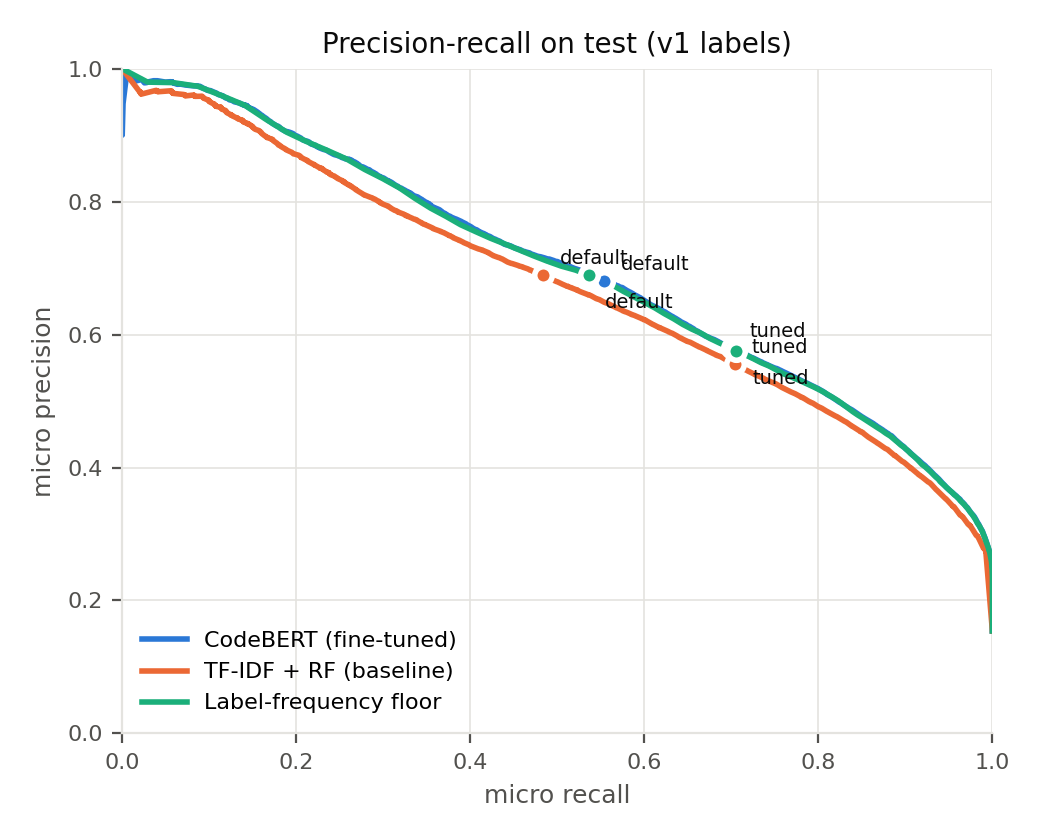 Precision-recall on test (v1 labels)
1.0
0.8
0.6
0.4
0.2
0.0
micro precision
default
default
default
tuned
tuned
tuned
CodeBERT (fine-tuned)
TF-IDF + RF (baseline)
Label-frequency floor
0.0 0.2 0.4 0.6 0.8 1.0
micro recall